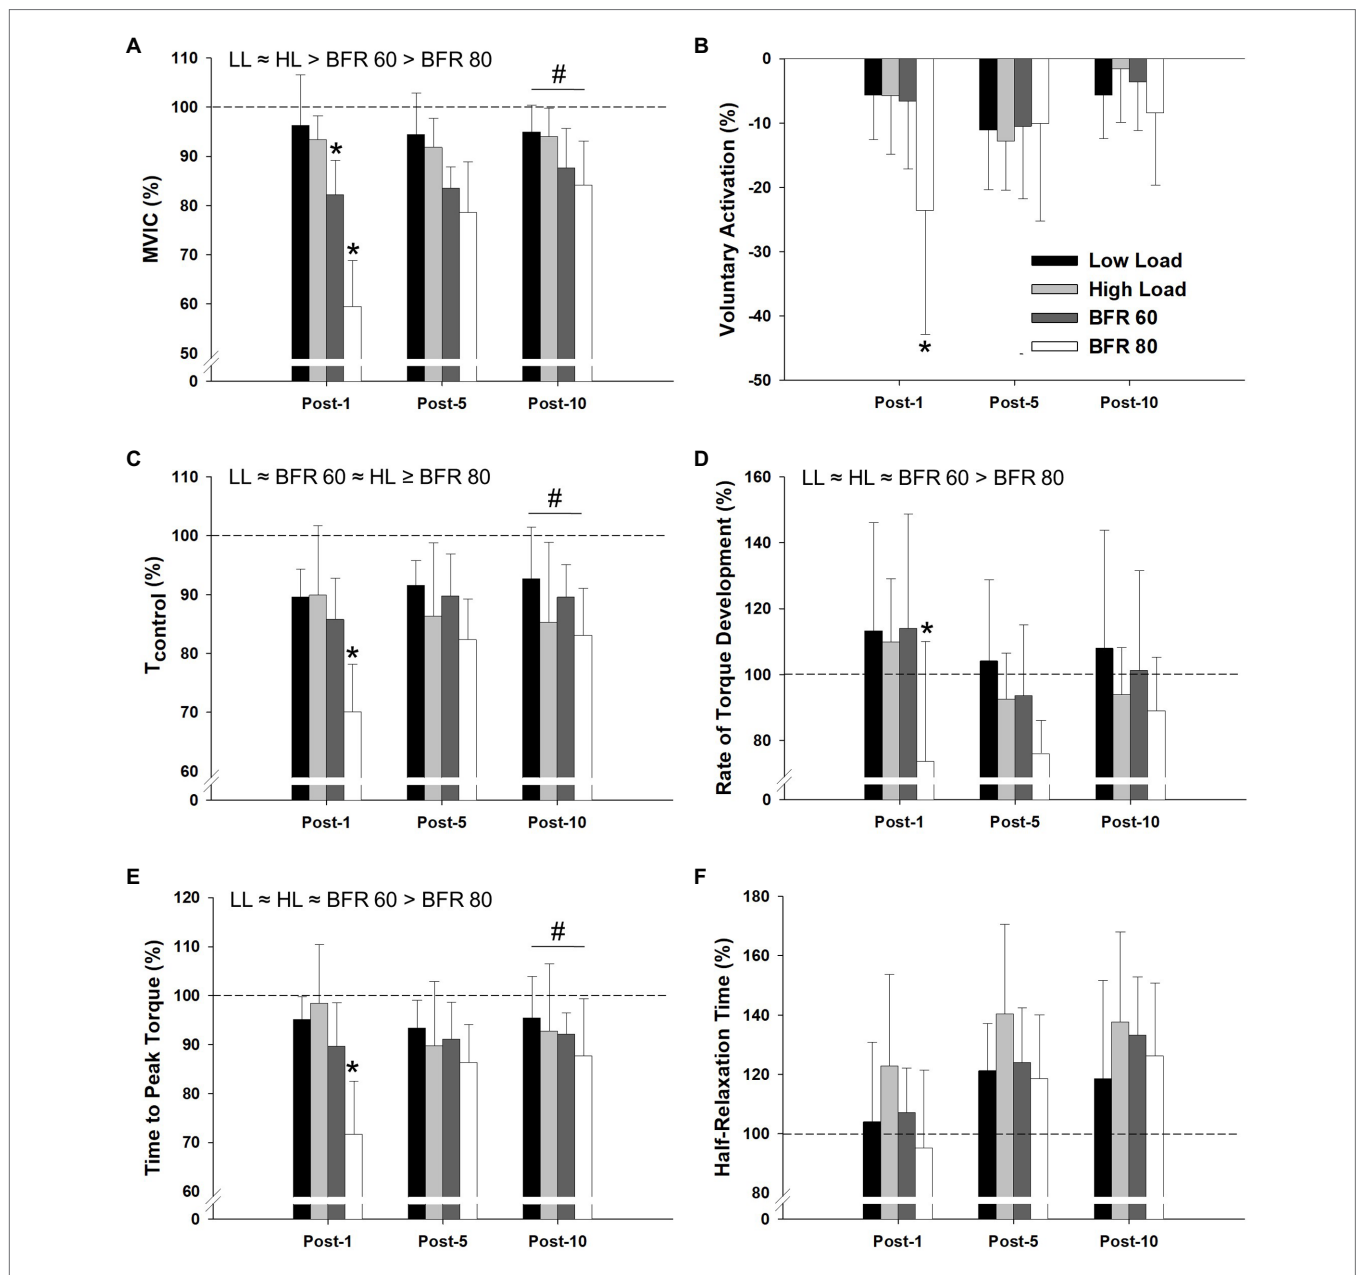 A
LL ≈ HL > BFR 60 > BFR 80
MVIC (%)
110
100
90
80
70
60
50
0
*
*
#
Post-1
Post-5
Post-10
B
Voluntary Activation (%)
0
-10
-20
-30
-40
-50
*
Low Load
High Load
BFR 60
BFR 80
Post-1
Post-5
Post-10
C
LL ≈ BFR 60 ≈ HL ≥ BFR 80
Tcontrol (%)
110
100
90
80
70
60
0
*
#
Post-1
Post-5
Post-10
D
LL ≈ HL ≈ BFR 60 > BFR 80
Rate of Torque Development (%)
160
140
120
100
80
0
*
Post-1
Post-5
Post-10
E
LL ≈ HL ≈ BFR 60 > BFR 80
Time to Peak Torque (%)
120
110
100
90
80
70
60
0
*
#
Post-1
Post-5
Post-10
F
Half-Relaxation Time (%)
180
160
140
120
100
80
0
Post-1
Post-5
Post-10